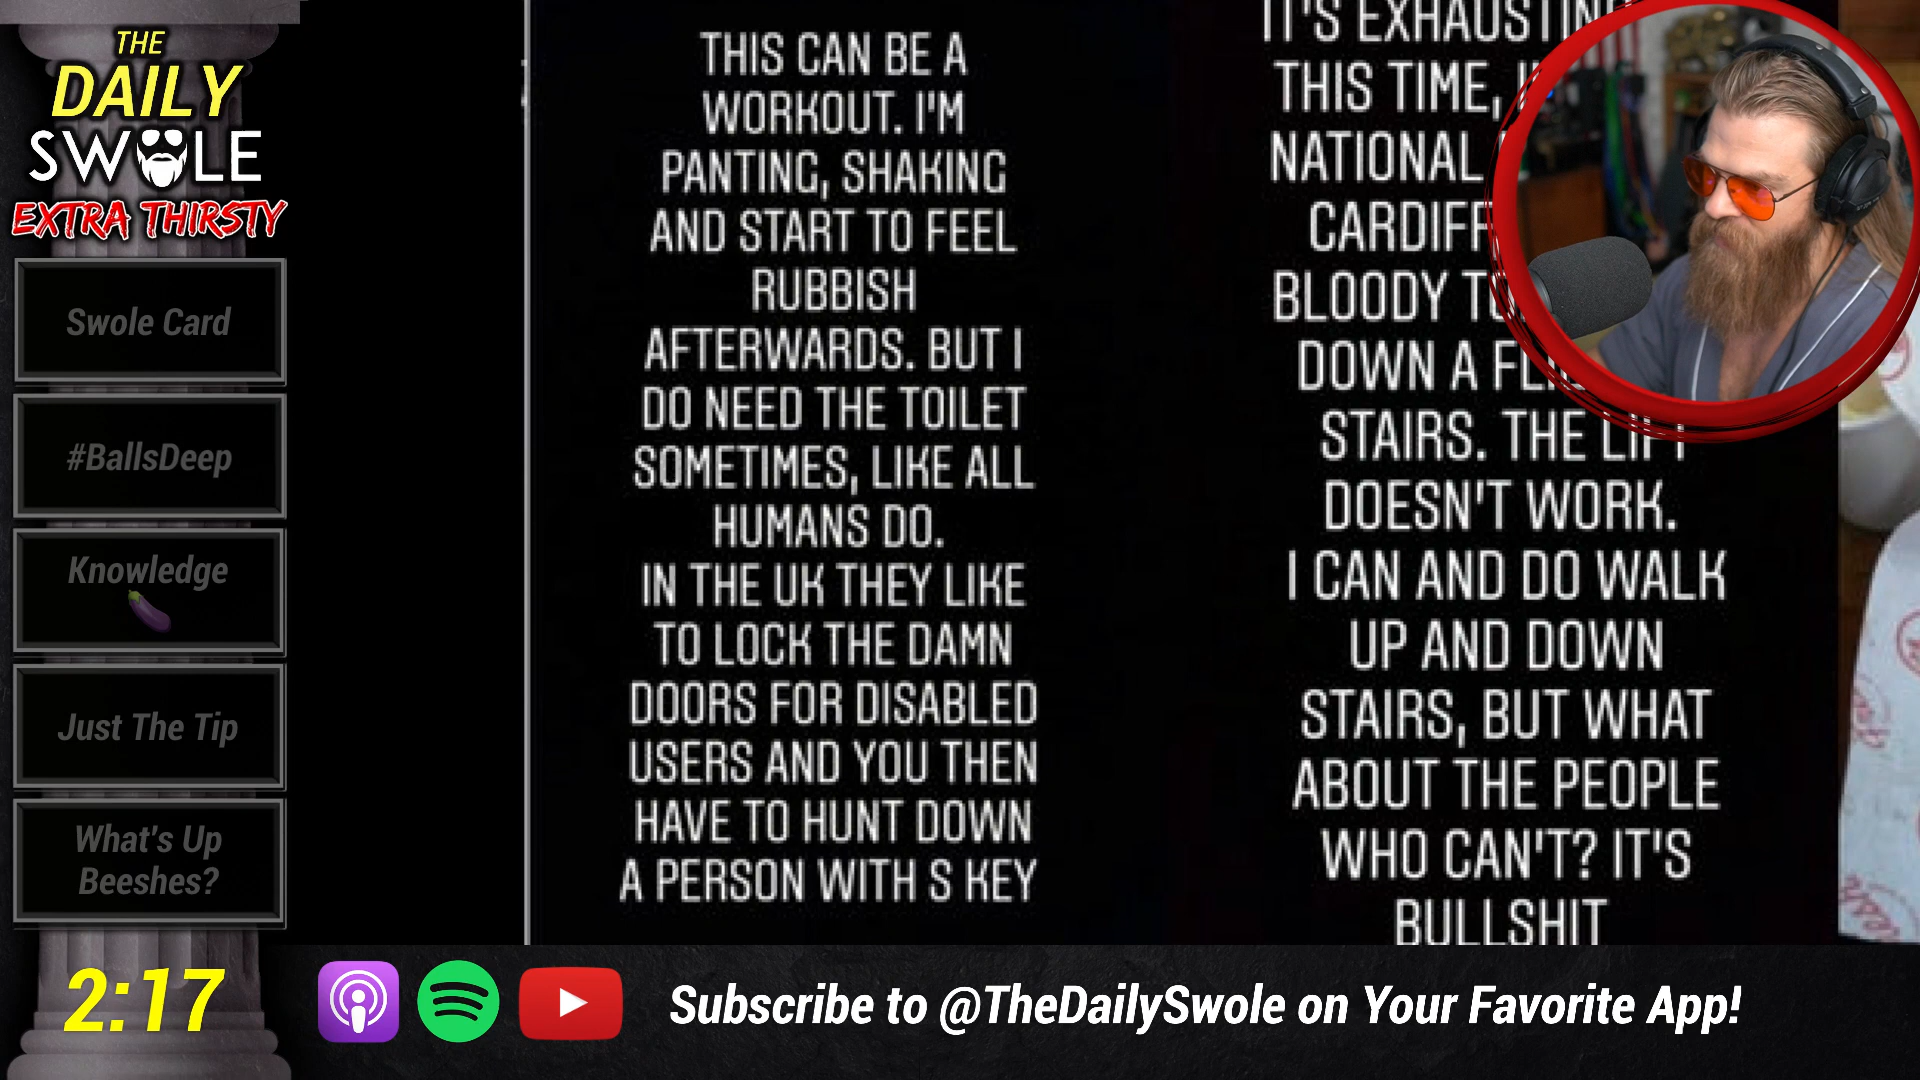 THE
DAILY
SWOLE
EXTRA THIRSTY
Swole Card
#BallsDeep
Knowledge
Just The Tip
What's Up
Beeshes?
2:17
THIS CAN BE A
WORKOUT. I'M
PANTING, SHAKING
AND START TO FEEL
RUBBISH
AFTERWARDS. BUT I
DO NEED THE TOILET
SOMETIMES, LIKE ALL
HUMANS DO.
IN THE UK THEY LIKE
TO LOCK THE DAMN
DOORS FOR DISABLED
USERS AND YOU THEN
HAVE TO HUNT DOWN
A PERSON WITH S KEY
IT'S EXHAUSTING
THIS TIME,
NATIONAL
CARDIFF
BLOODY
DOWN A
STAIRS. THE LIFT
DOESN'T WORK.
I CAN AND DO WALK
UP AND DOWN
STAIRS, BUT WHAT
ABOUT THE PEOPLE
WHO CAN'T? IT'S
BULLSHIT
Subscribe to @TheDailySwole on Your Favorite App!